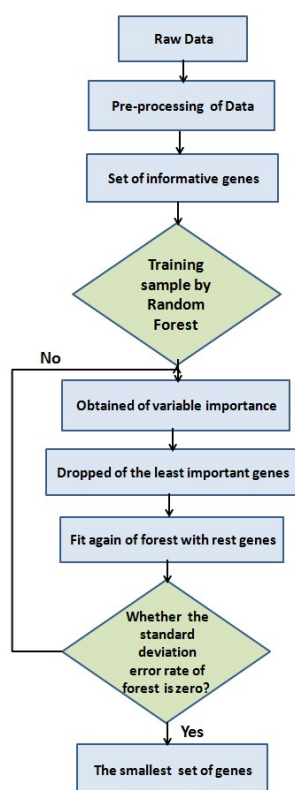 Raw Data
Pre-processing of Data
Set of informative genes
Training
sample by
Random
Forest
No
Obtained of variable importance
Dropped of the least important genes
Fit again of forest with rest genes
Whether the
standard
deviation
error rate of
forest is zero?
Yes
The smallest set of genes